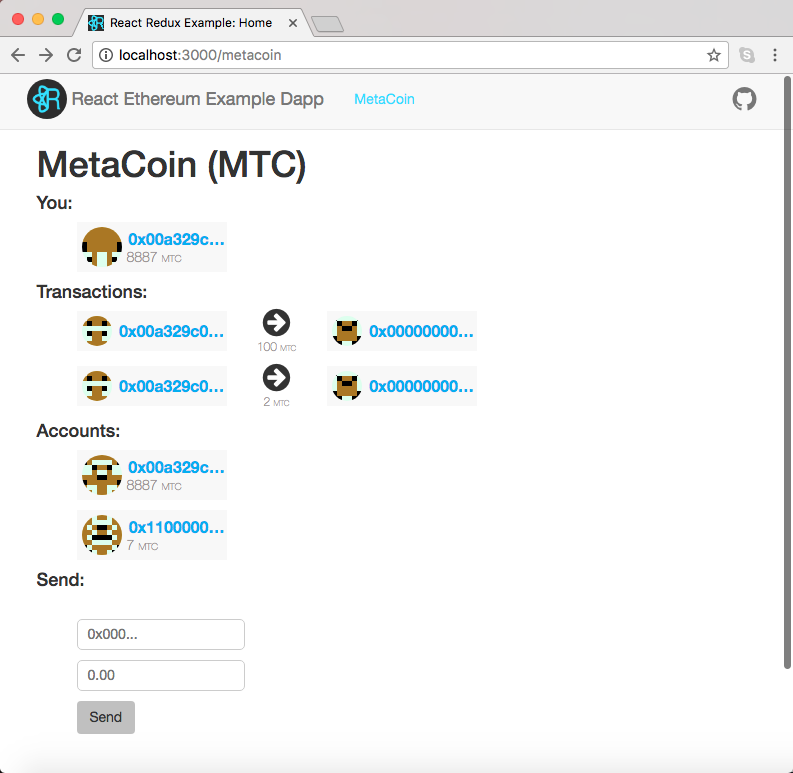 React Redux Example: Home
localhost:3000/metacoin
React Ethereum Example Dapp MetaCoin
MetaCoin (MTC)
You:
0x00a329c...
8887 MTC
Transactions:
0x00a329c0... 0x00000000...
100 MTC
0x00a329c0... 0x00000000...
2 MTC
Accounts:
0x00a329c...
8887 MTC
0x1100000...
7 MTC
Send:
0x000...
0.00
Send